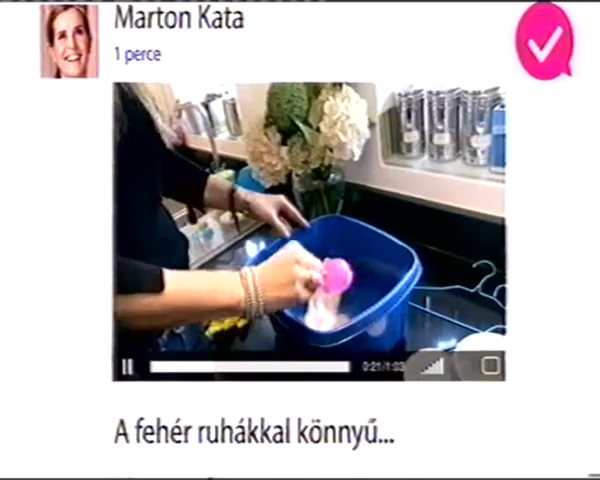 Marton Kata
1 perce
0:21/1:03
A fehér ruhákkal könnyű...